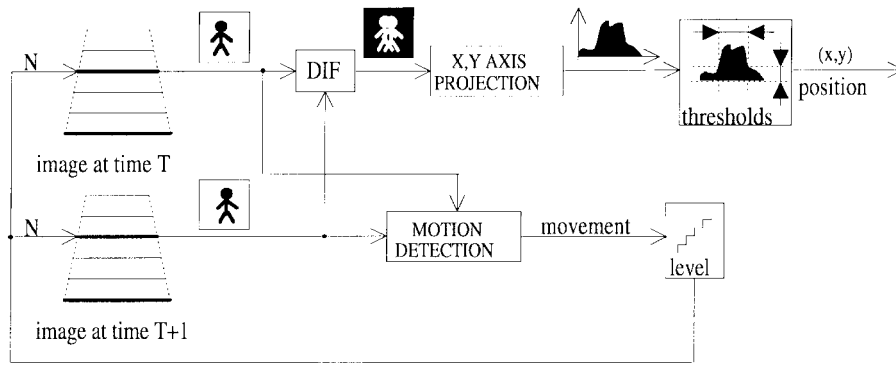 N
DIF
X,Y AXIS
PROJECTION
(x,y)
position
thresholds
image at time T
N
MOTION
DETECTION
movement
level
image at time T+1